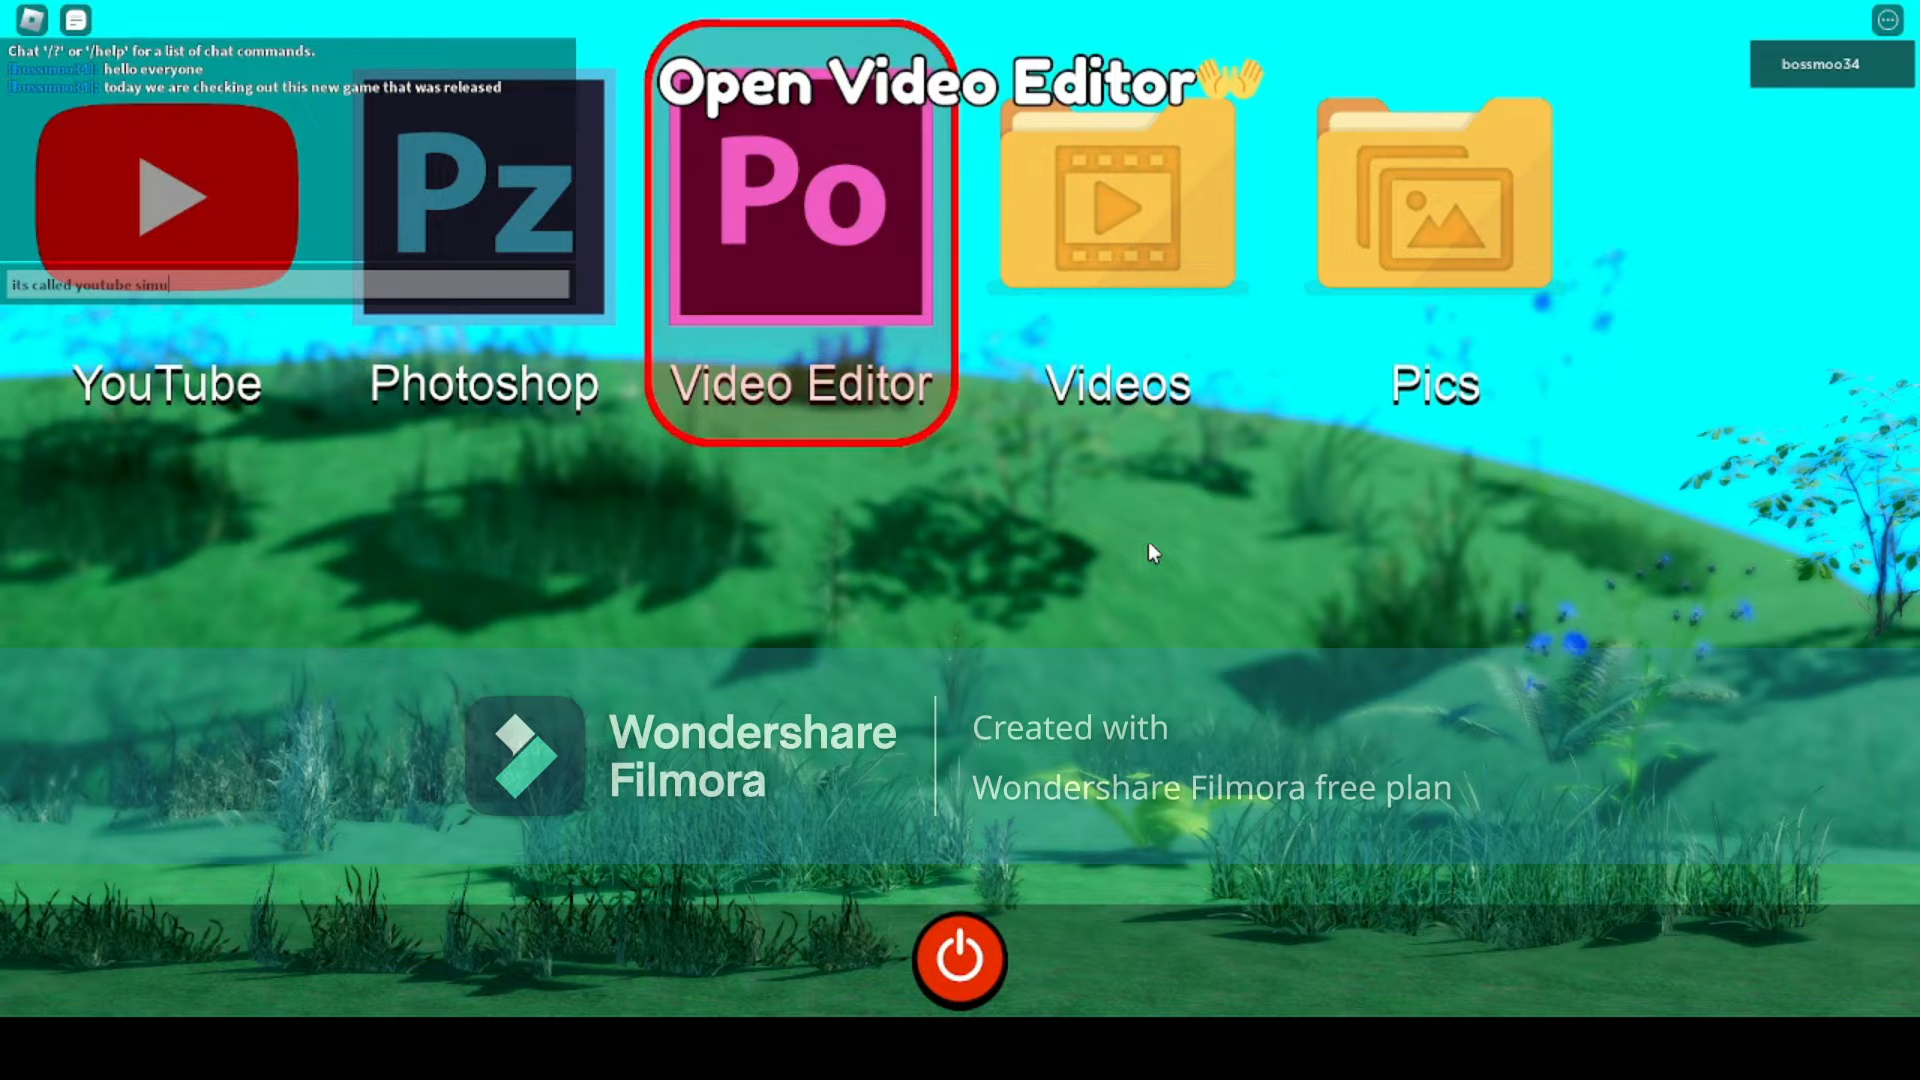 Chat '/?' or '/help' for a list of chat commands.
[bossmoo34]: hello everyone
[bossmoo34]: today we are checking out this new game that was released
bossmoo34
Open Video Editor
Pz
Po
its called youtube simu
YouTube
Photoshop
Video Editor
Videos
Pics
Wondershare
Filmora
Created with
Wondershare Filmora free plan